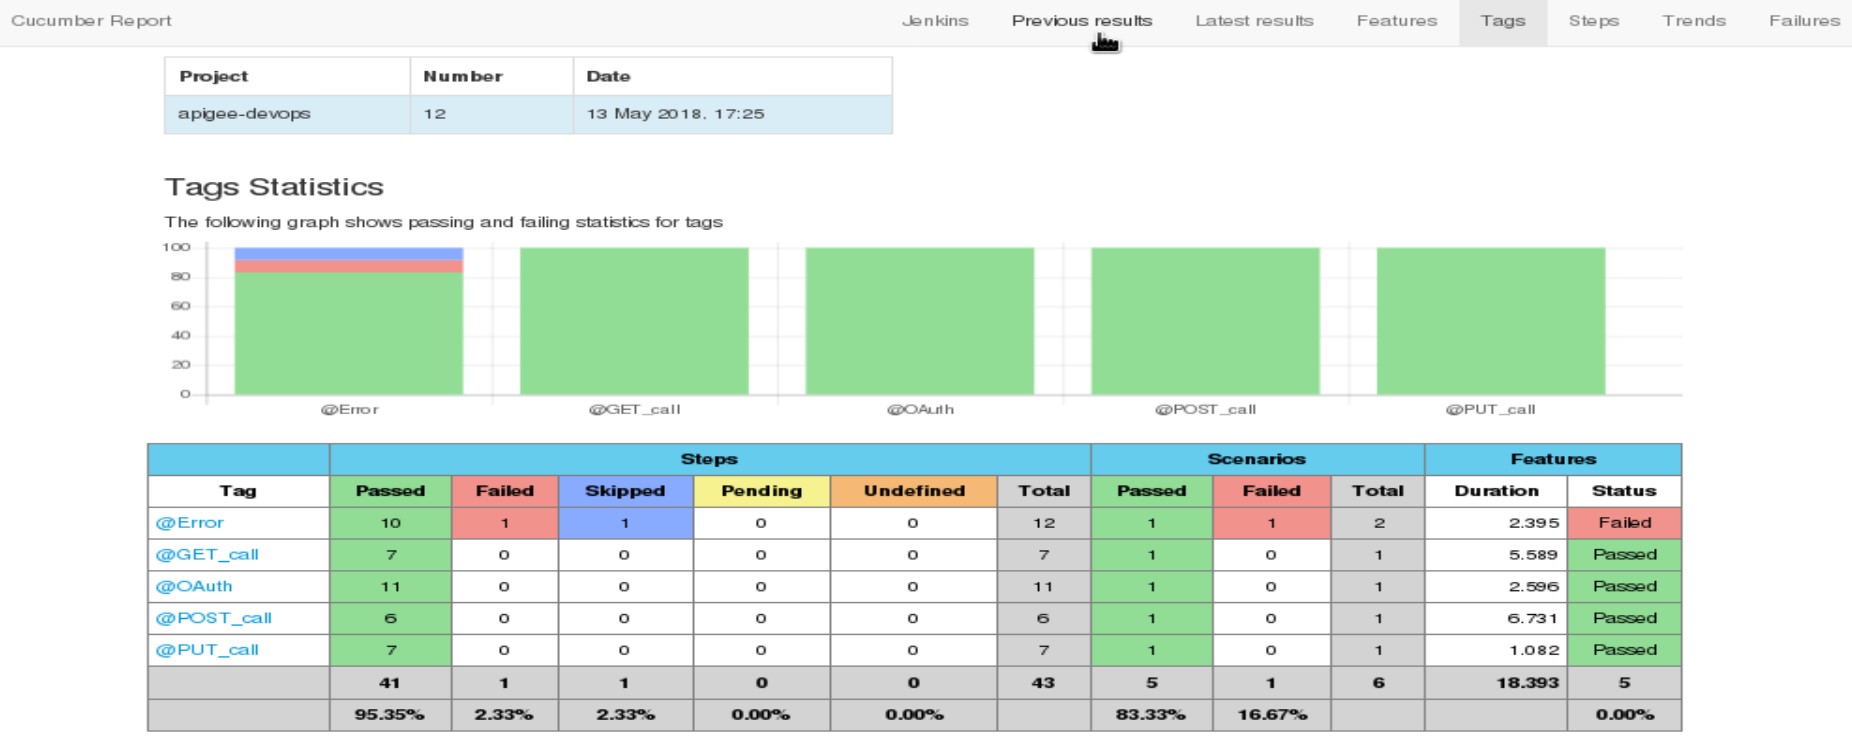 Cucumber Report Jenkins Previous results Latest results Features Tags Steps Trends Failures
Project Number Date
apigee-devops 12 13 May 2018, 17:25
Tags Statistics
The following graph shows passing and failing statistics for tags
100
80
60
40
20
0
@Error @GET_call @OAuth @POST_call @PUT_call
Steps Scenarios Features
Tag Passed Failed Skipped Pending Undefined Total Passed Failed Total Duration Status
@Error 10 1 1 0 0 12 1 1 2 2.395 Failed
@GET_call 7 0 0 0 0 7 1 0 1 5.589 Passed
@OAuth 11 0 0 0 0 11 1 0 1 2.596 Passed
@POST_call 6 0 0 0 0 6 1 0 1 6.731 Passed
@PUT_call 7 0 0 0 0 7 1 0 1 1.082 Passed
41 1 1 0 0 43 5 1 6 18.393 5
95.35% 2.33% 2.33% 0.00% 0.00% 83.33% 16.67% 0.00%